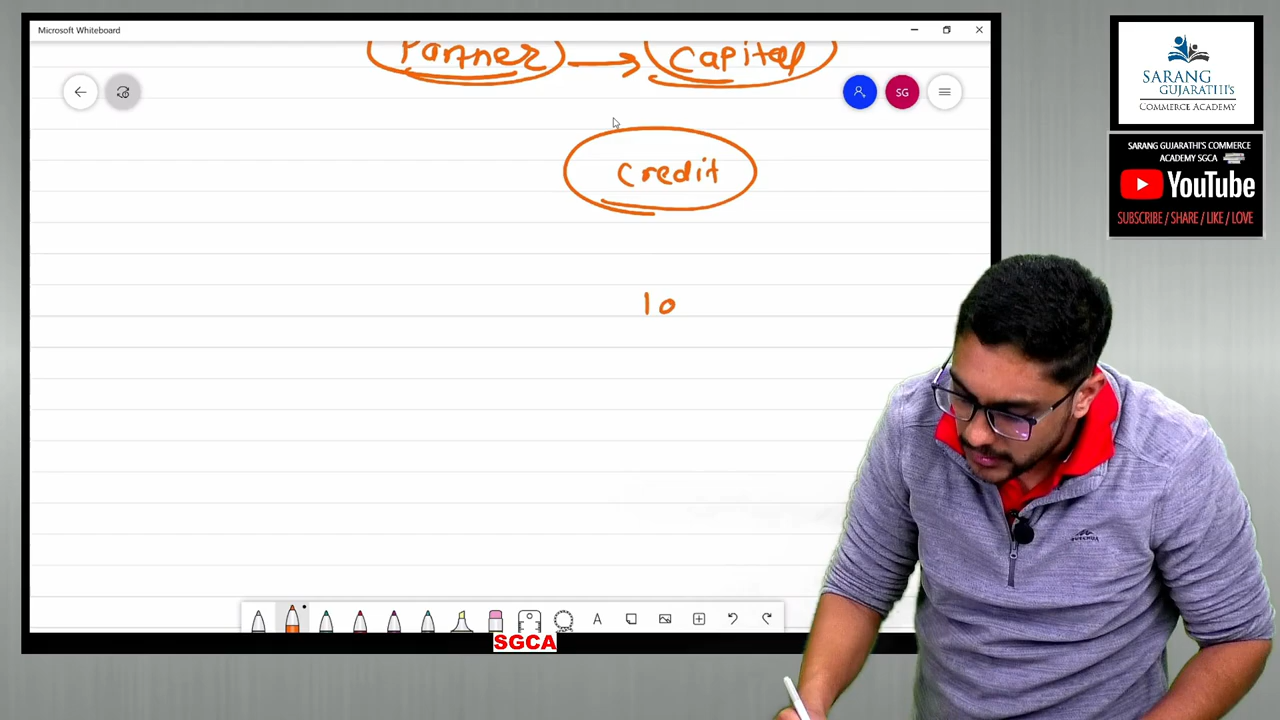 Microsoft Whiteboard
Partner → Capital
SG
Credit
10
SARANG
GUJARATHI'S
COMMERCE ACADEMY
SARANG GUJARATHI'S COMMERCE
ACADEMY SGCA
YouTube
SUBSCRIBE / SHARE / LIKE / LOVE
A
SGCA